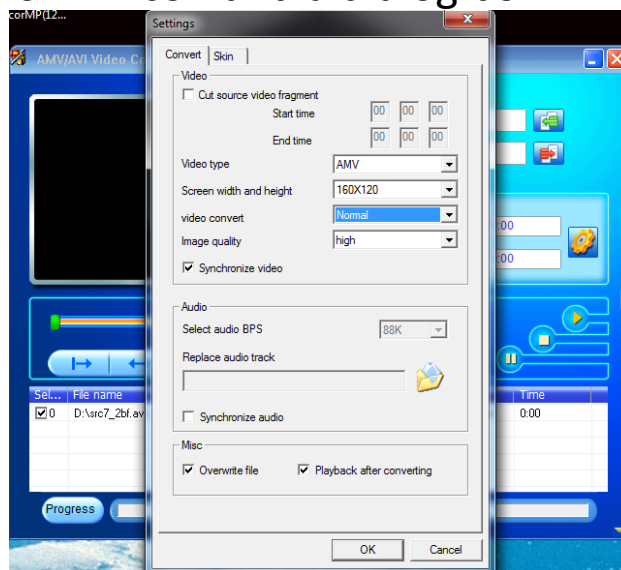 corMP(12...
Settings
AMV/AVI Video Co
Convert
Skin
Video
Cut source video fragment
Start time 00 00 00
End time 00 00 00
Video type AMV
Screen width and height 160X120
video convert Normal
Image quality high
Synchronize video
:00
:00
Audio
Select audio BPS 88K
Replace audio track
Synchronize audio
Sel... File name Time
0 D:\src7_2bf.av 0:00
Misc
Overwrite file Playback after converting
Progress
OK Cancel